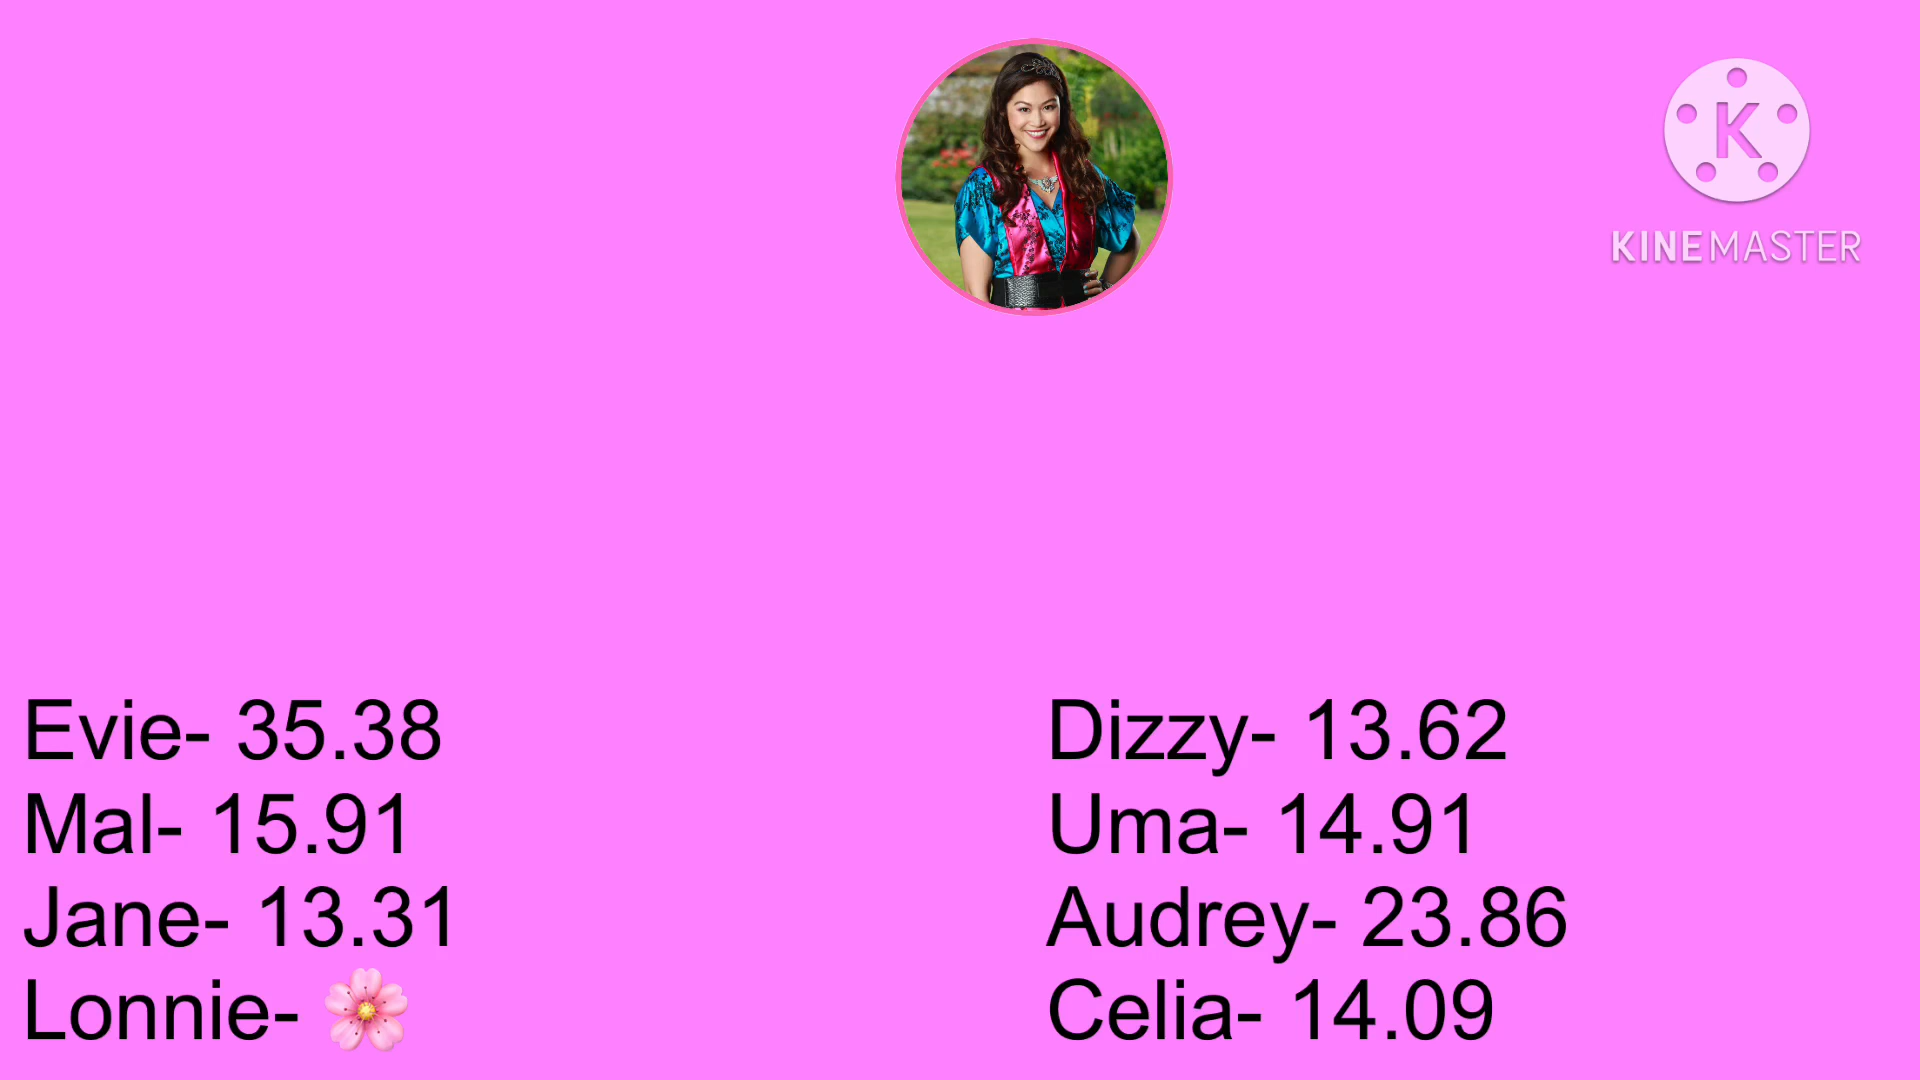 K
KINEMASTER
Evie- 35.38
Mal- 15.91
Jane- 13.31
Lonnie- 🌸
Dizzy- 13.62
Uma- 14.91
Audrey- 23.86
Celia- 14.09